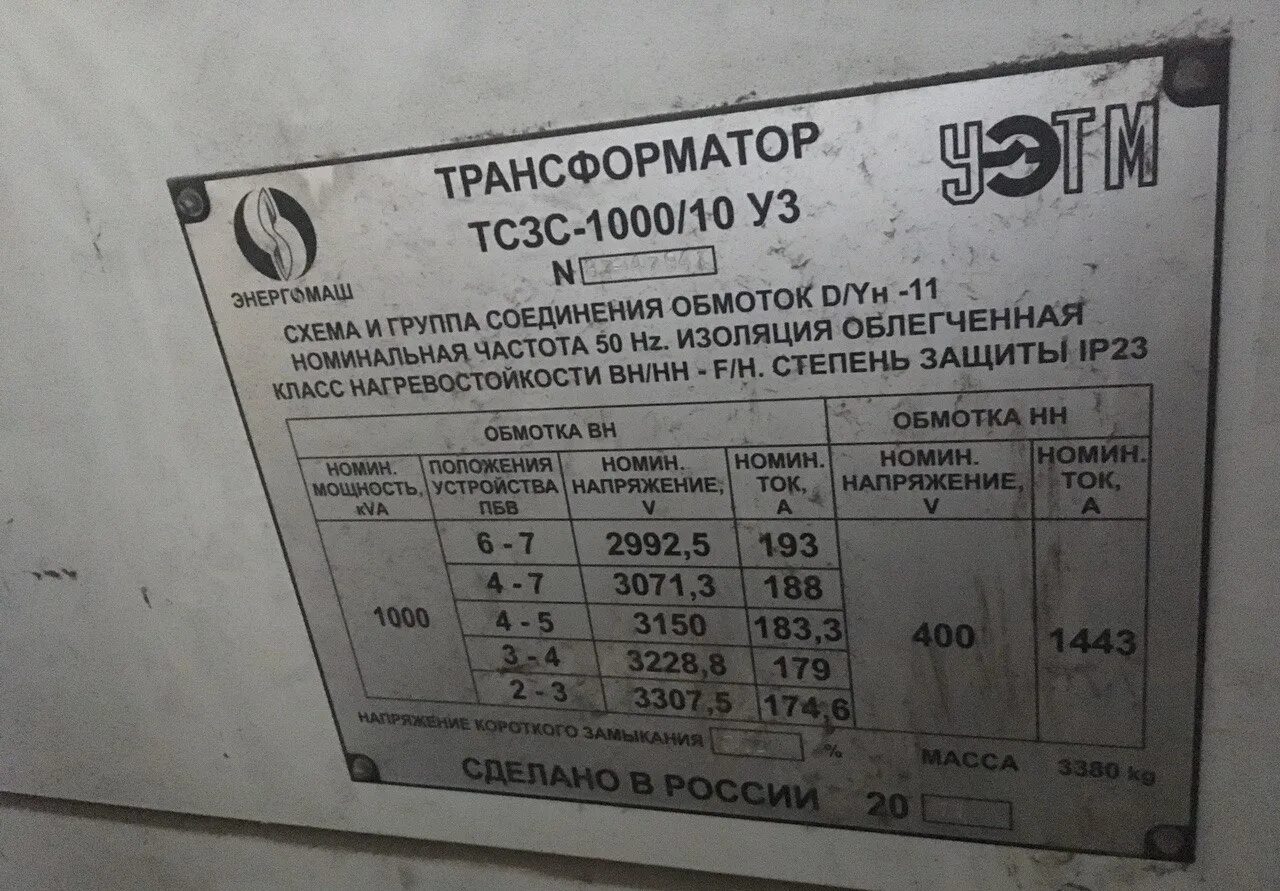 ТРАНСФОРМАТОР
УЭТМ
ТСЗС-1000/10 У3
N
ЭНЕРГОМАШ
СХЕМА И ГРУППА СОЕДИНЕНИЯ ОБМОТОК D/Yн -11
НОМИНАЛЬНАЯ ЧАСТОТА 50 Hz. ИЗОЛЯЦИЯ ОБЛЕГЧЕННАЯ
КЛАСС НАГРЕВОСТОЙКОСТИ ВН/НН - F/H. СТЕПЕНЬ ЗАЩИТЫ IP23
ОБМОТКА ВН ОБМОТКА НН
НОМИН. МОЩНОСТЬ, кVA ПОЛОЖЕНИЯ УСТРОЙСТВА ПБВ НОМИН. НАПРЯЖЕНИЕ, V НОМИН. ТОК, А НОМИН. НАПРЯЖЕНИЕ, V НОМИН. ТОК, А
6 - 7 2992,5 193
4 - 7 3071,3 188
1000 4 - 5 3150 183,3 400 1443
3 - 4 3228,8 179
2 - 3 3307,5 174,6
НАПРЯЖЕНИЕ КОРОТКОГО ЗАМЫКАНИЯ % МАССА 3380 kg
СДЕЛАНО В РОССИИ 20